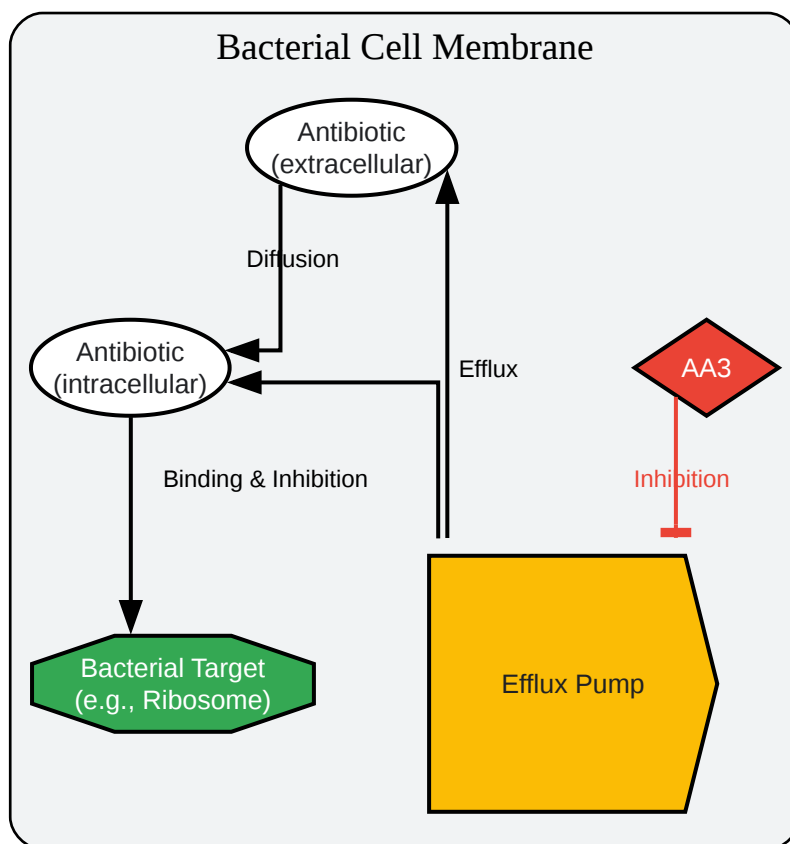 Bacterial Cell Membrane
Antibiotic
(extracellular)
Diffusion
Antibiotic
(intracellular)
Efflux
AA3
Binding & Inhibition
Inhibition
Bacterial Target
(e.g., Ribosome)
Efflux Pump